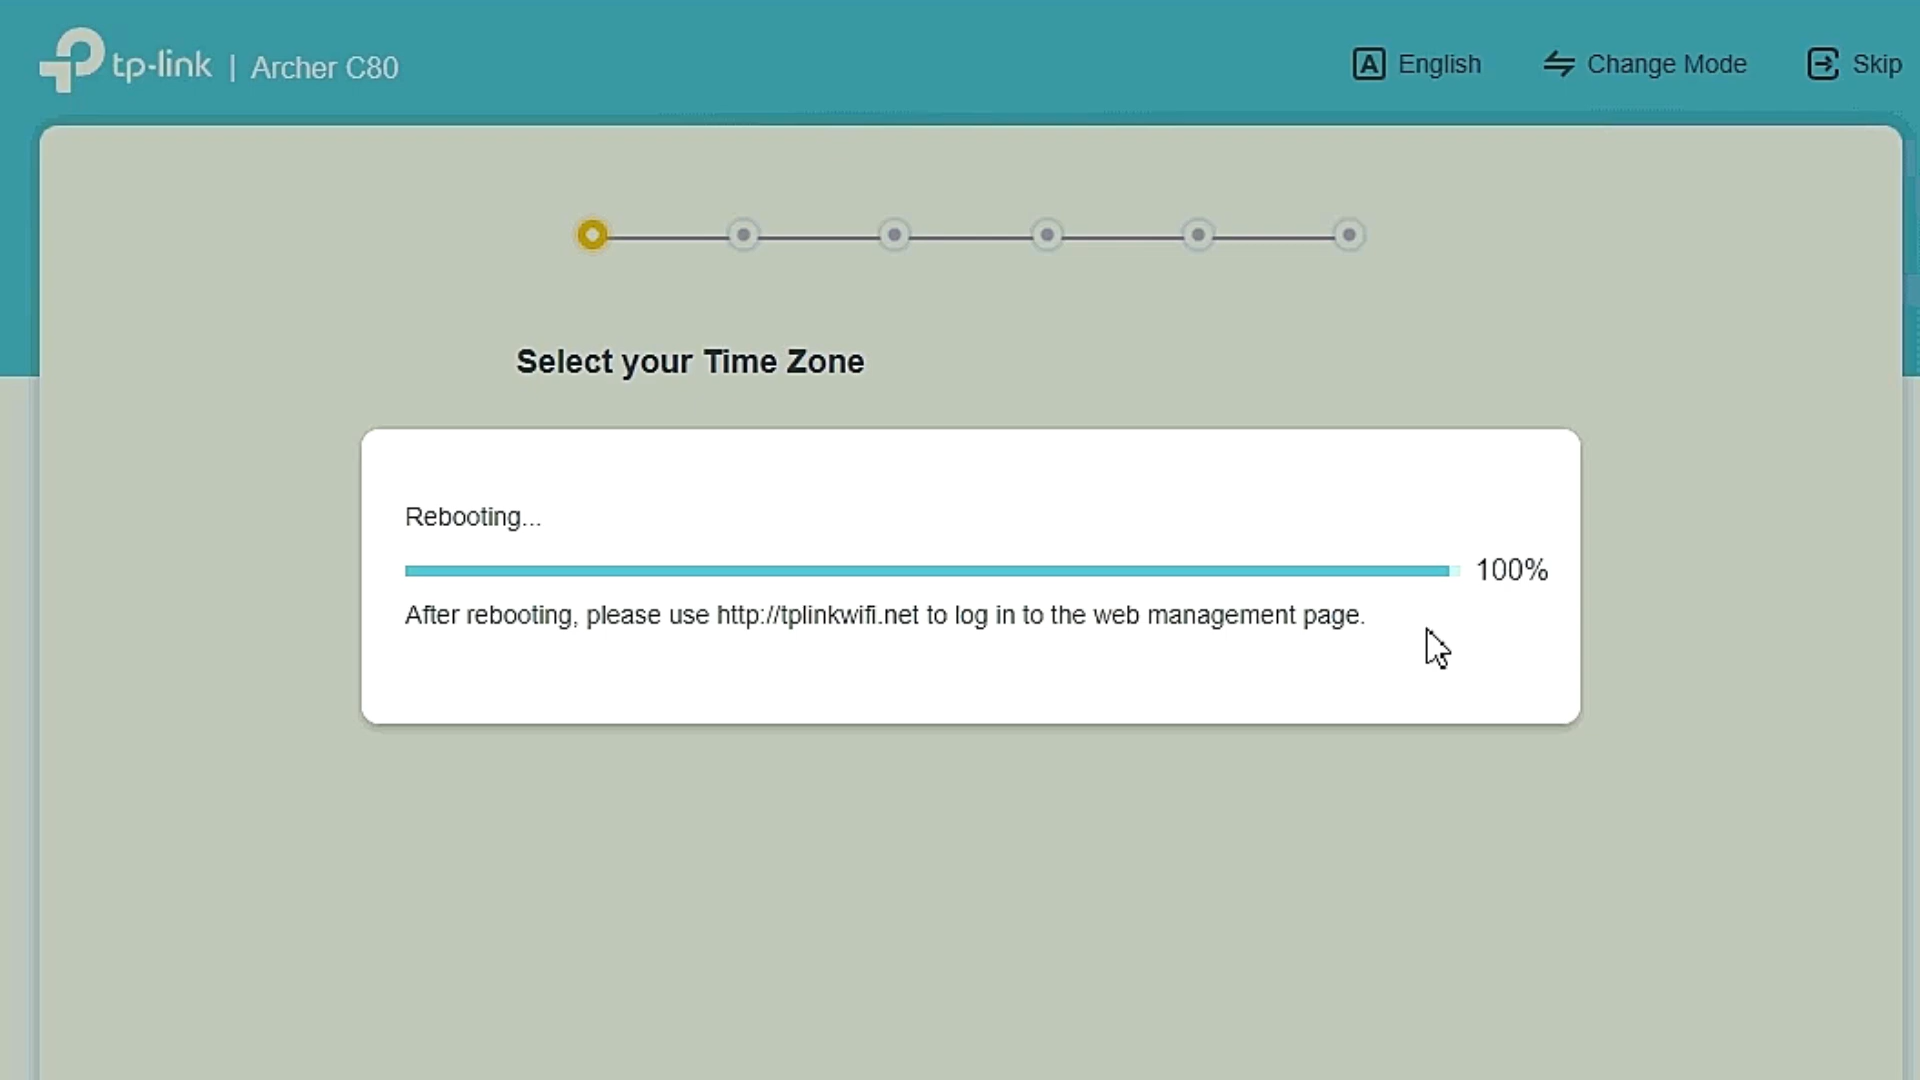 tp-link | Archer C80
A English
Change Mode
Skip
Select your Time Zone
Rebooting...
100%
After rebooting, please use http://tplinkwifi.net to log in to the web management page.